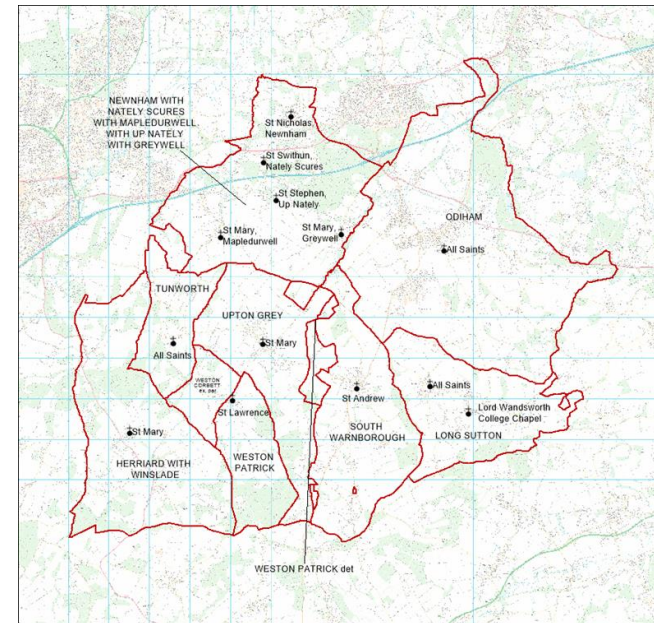 NEWNHAM WITH
NATELY SCURES
WITH MAPLEDURWELL
WITH UP NATELY
WITH GREYWELL
St Nicholas,
Newnham
St Swithun,
Nately Scures
St Stephen,
Up Nately
St Mary,
Mapledurwell
St Mary,
Greywell
ODIHAM
All Saints
TUNWORTH
UPTON GREY
All Saints
St Mary
WESTON
CORBETT
St Lawrence
St Andrew
All Saints
Lord Wandsworth
College Chapel
St Mary
SOUTH
WARNBOROUGH
LONG SUTTON
HERRIARD WITH
WINSLADE
WESTON
PATRICK
WESTON PATRICK det